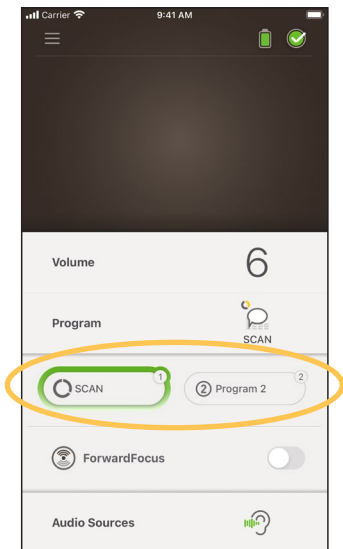 Carrier 9:41 AM
Volume 6
Program
SCAN
SCAN 1 2 Program 2 2
ForwardFocus
Audio Sources